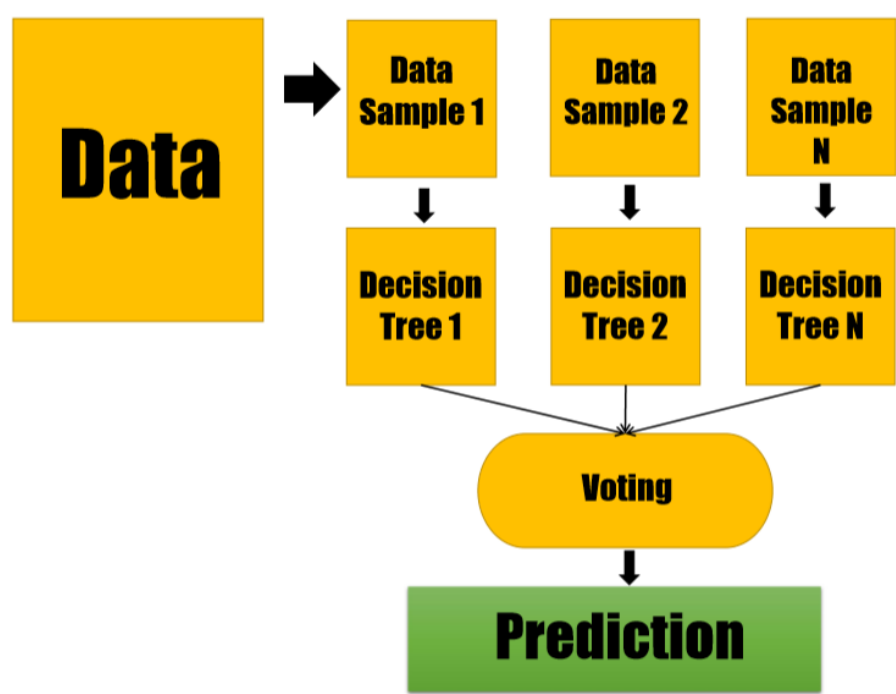 Data
Data
Sample 1
Data
Sample 2
Data
Sample
N
Decision
Tree 1
Decision
Tree 2
Decision
Tree N
Voting
Prediction